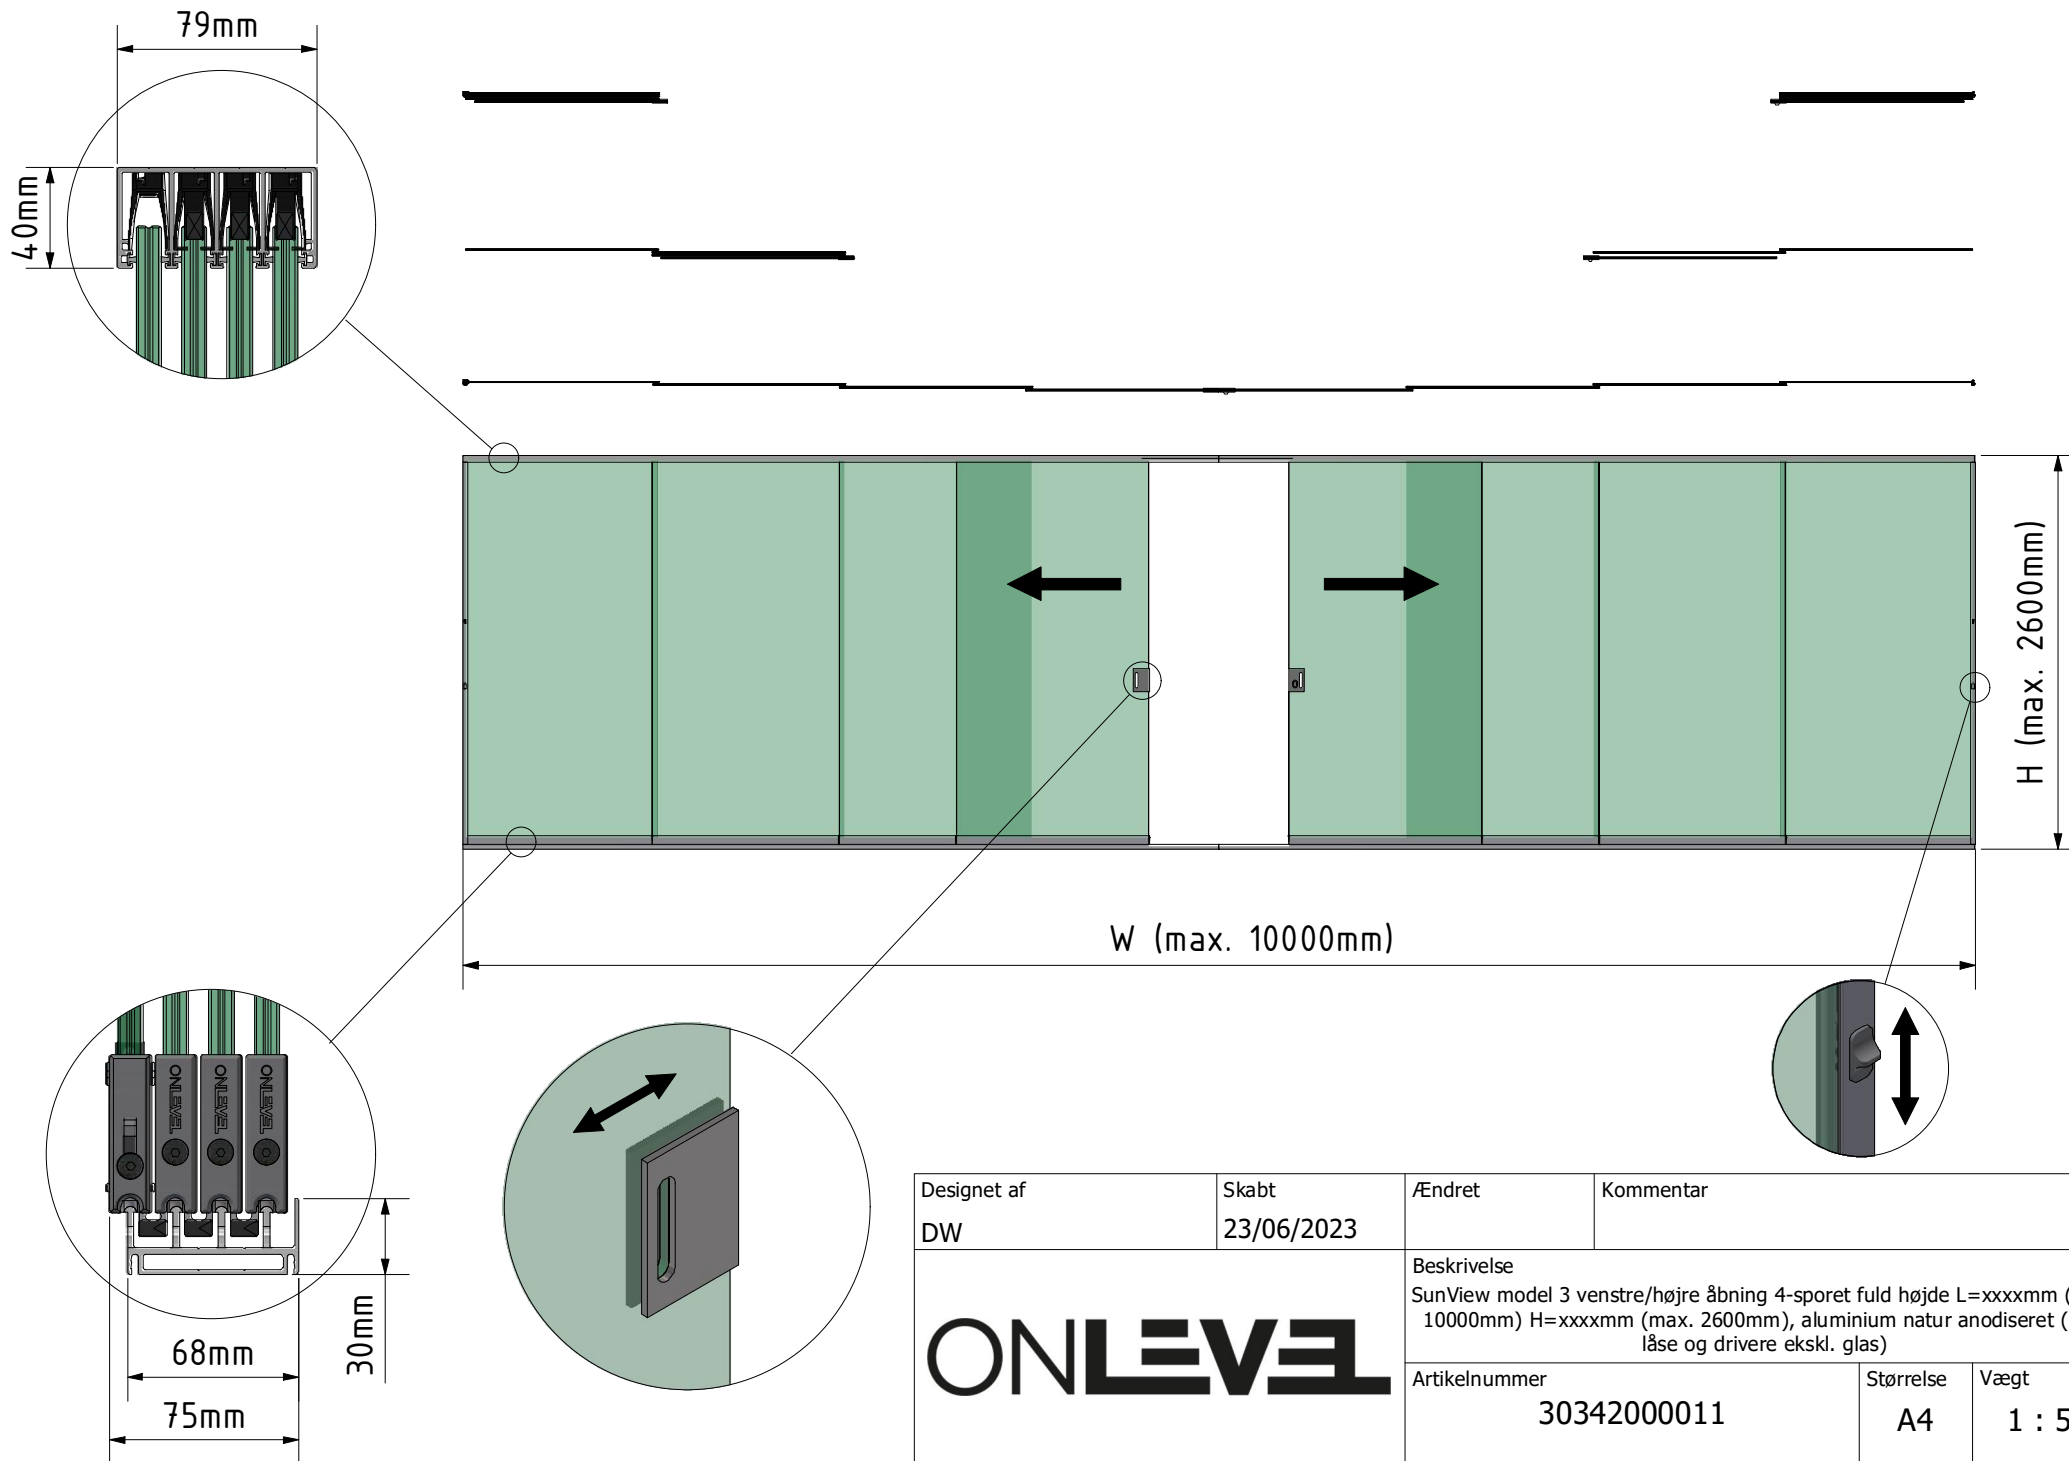 79mm
40mm
H (max. 2600mm)
W (max. 10000mm)
ONLEVEL
ONLEVEL
ONLEVEL
30mm
68mm
75mm
Designet af
DW
Skabt
23/06/2023
Ændret
Kommentar
ONLEVEL
Beskrivelse
SunView model 3 venstre/højre åbning 4-sporet fuld højde L=xxxxmm (
10000mm) H=xxxxmm (max. 2600mm), aluminium natur anodiseret (
låse og drivere ekskl. glas)
Artikelnummer
30342000011
Størrelse
A4
Vægt
1 : 5